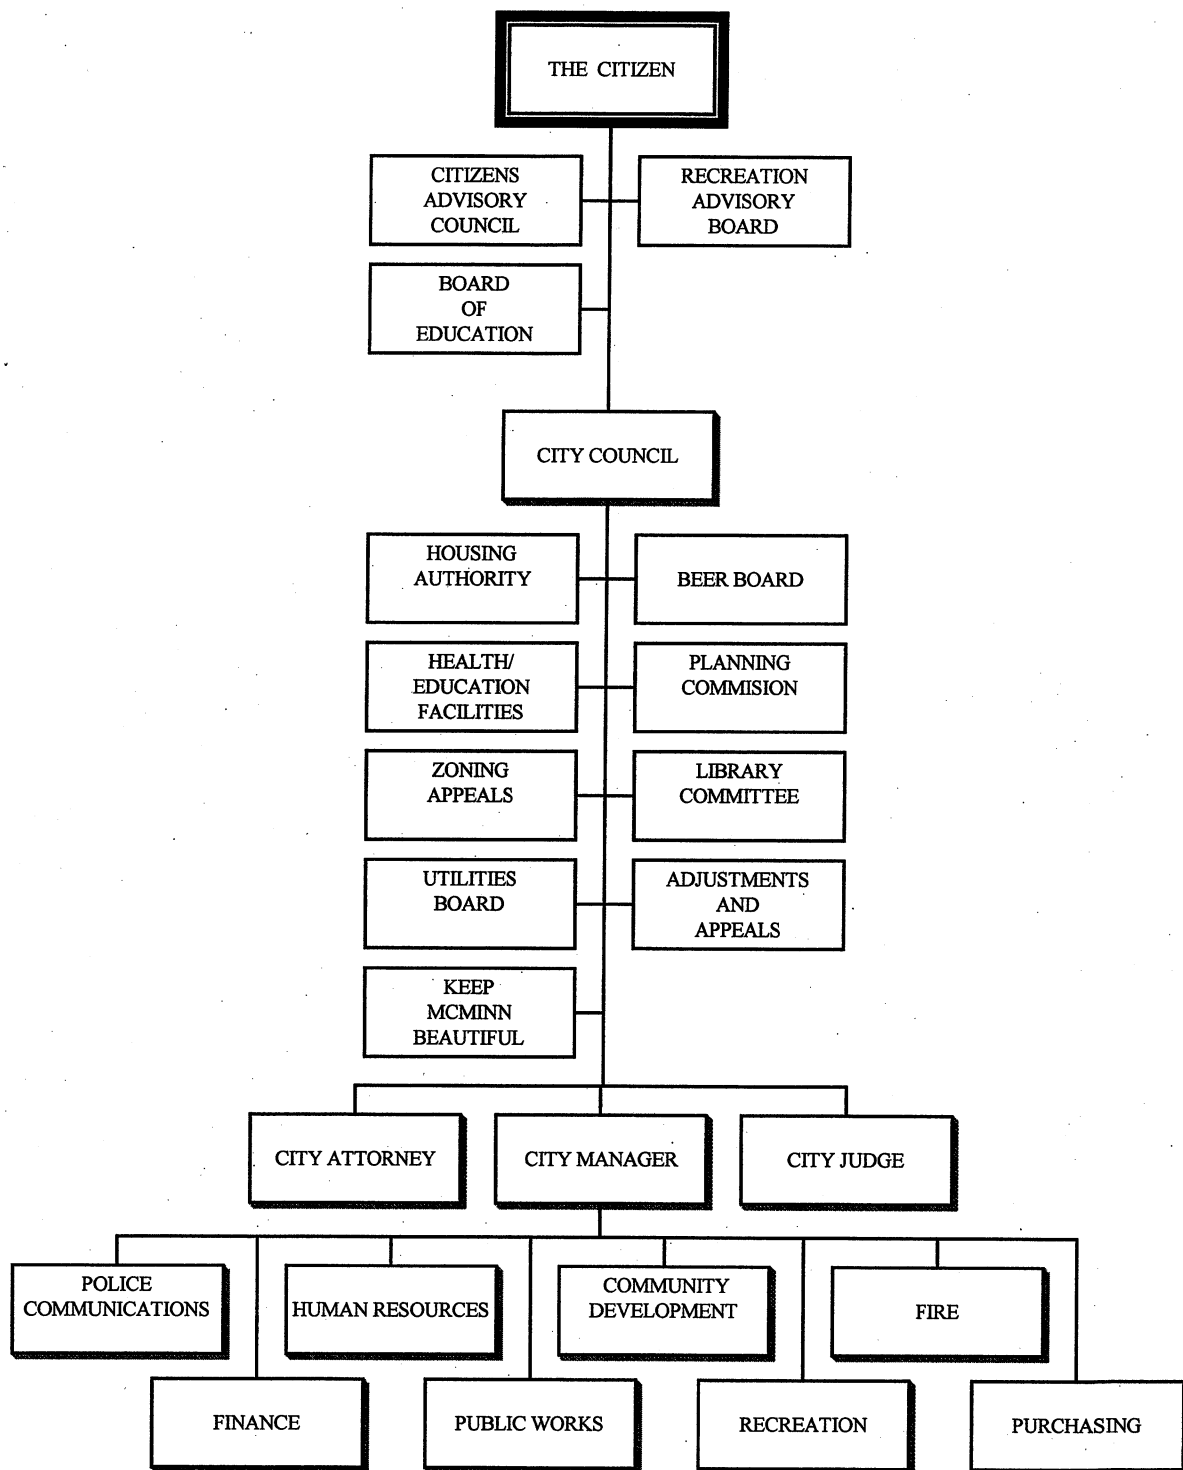 THE CITIZEN
CITIZENS
ADVISORY
COUNCIL
RECREATION
ADVISORY
BOARD
BOARD
OF
EDUCATION
CITY COUNCIL
HOUSING
AUTHORITY
BEER BOARD
HEALTH/
EDUCATION
FACILITIES
PLANNING
COMMISION
ZONING
APPEALS
LIBRARY
COMMITTEE
UTILITIES
BOARD
ADJUSTMENTS
AND
APPEALS
KEEP
MCMINN
BEAUTIFUL
CITY ATTORNEY
CITY MANAGER
CITY JUDGE
POLICE
COMMUNICATIONS
HUMAN RESOURCES
COMMUNITY
DEVELOPMENT
FIRE
FINANCE
PUBLIC WORKS
RECREATION
PURCHASING